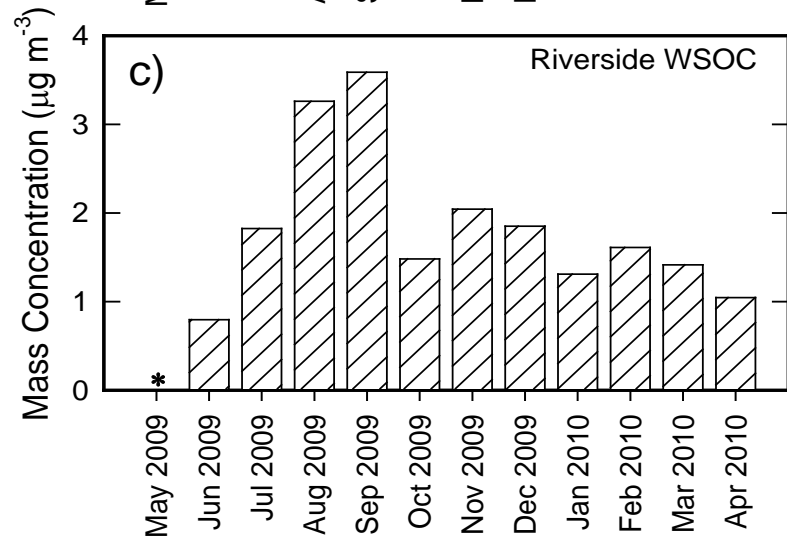 c)
Riverside WSOC
Mass Concentration (µg m-3)
4
3
2
1
0
*
May 2009
Jun 2009
Jul 2009
Aug 2009
Sep 2009
Oct 2009
Nov 2009
Dec 2009
Jan 2010
Feb 2010
Mar 2010
Apr 2010